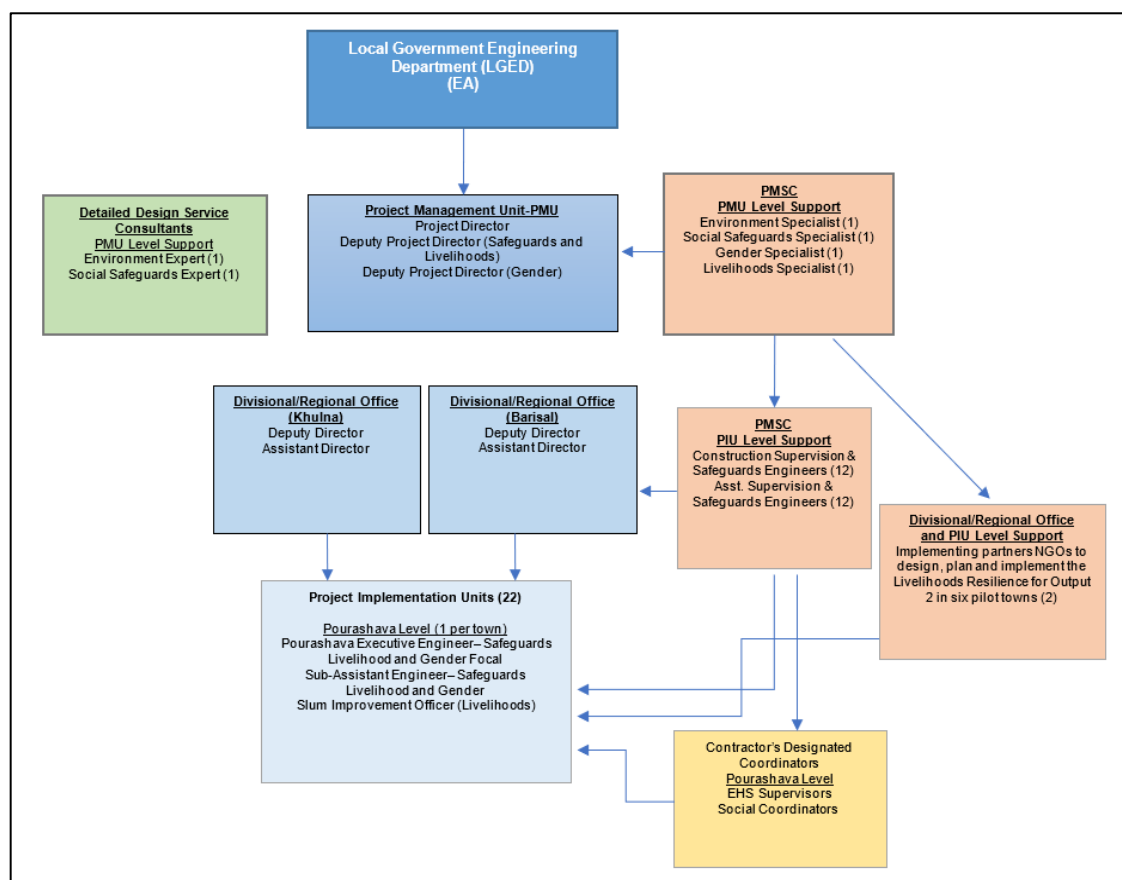 Local Government Engineering
Department (LGED)
(EA)
Detailed Design Service
Consultants
PMU Level Support
Environment Expert (1)
Social Safeguards Expert (1)
Project Management Unit-PMU
Project Director
Deputy Project Director (Safeguards and
Livelihoods)
Deputy Project Director (Gender)
PMSC
PMU Level Support
Environment Specialist (1)
Social Safeguards Specialist (1)
Gender Specialist (1)
Livelihoods Specialist (1)
Divisional/Regional Office
(Khulna)
Deputy Director
Assistant Director
Divisional/Regional Office
(Barisal)
Deputy Director
Assistant Director
PMSC
PIU Level Support
Construction Supervision &
Safeguards Engineers (12)
Asst. Supervision &
Safeguards Engineers (12)
Divisional/Regional Office
and PIU Level Support
Implementing partners NGOs to
design, plan and implement the
Livelihoods Resilience for Output
2 in six pilot towns (2)
Project Implementation Units (22)
Pourashava Level (1 per town)
Pourashava Executive Engineer– Safeguards
Livelihood and Gender Focal
Sub-Assistant Engineer– Safeguards
Livelihood and Gender
Slum Improvement Officer (Livelihoods)
Contractor's Designated
Coordinators
Pourashava Level
EHS Supervisors
Social Coordinators